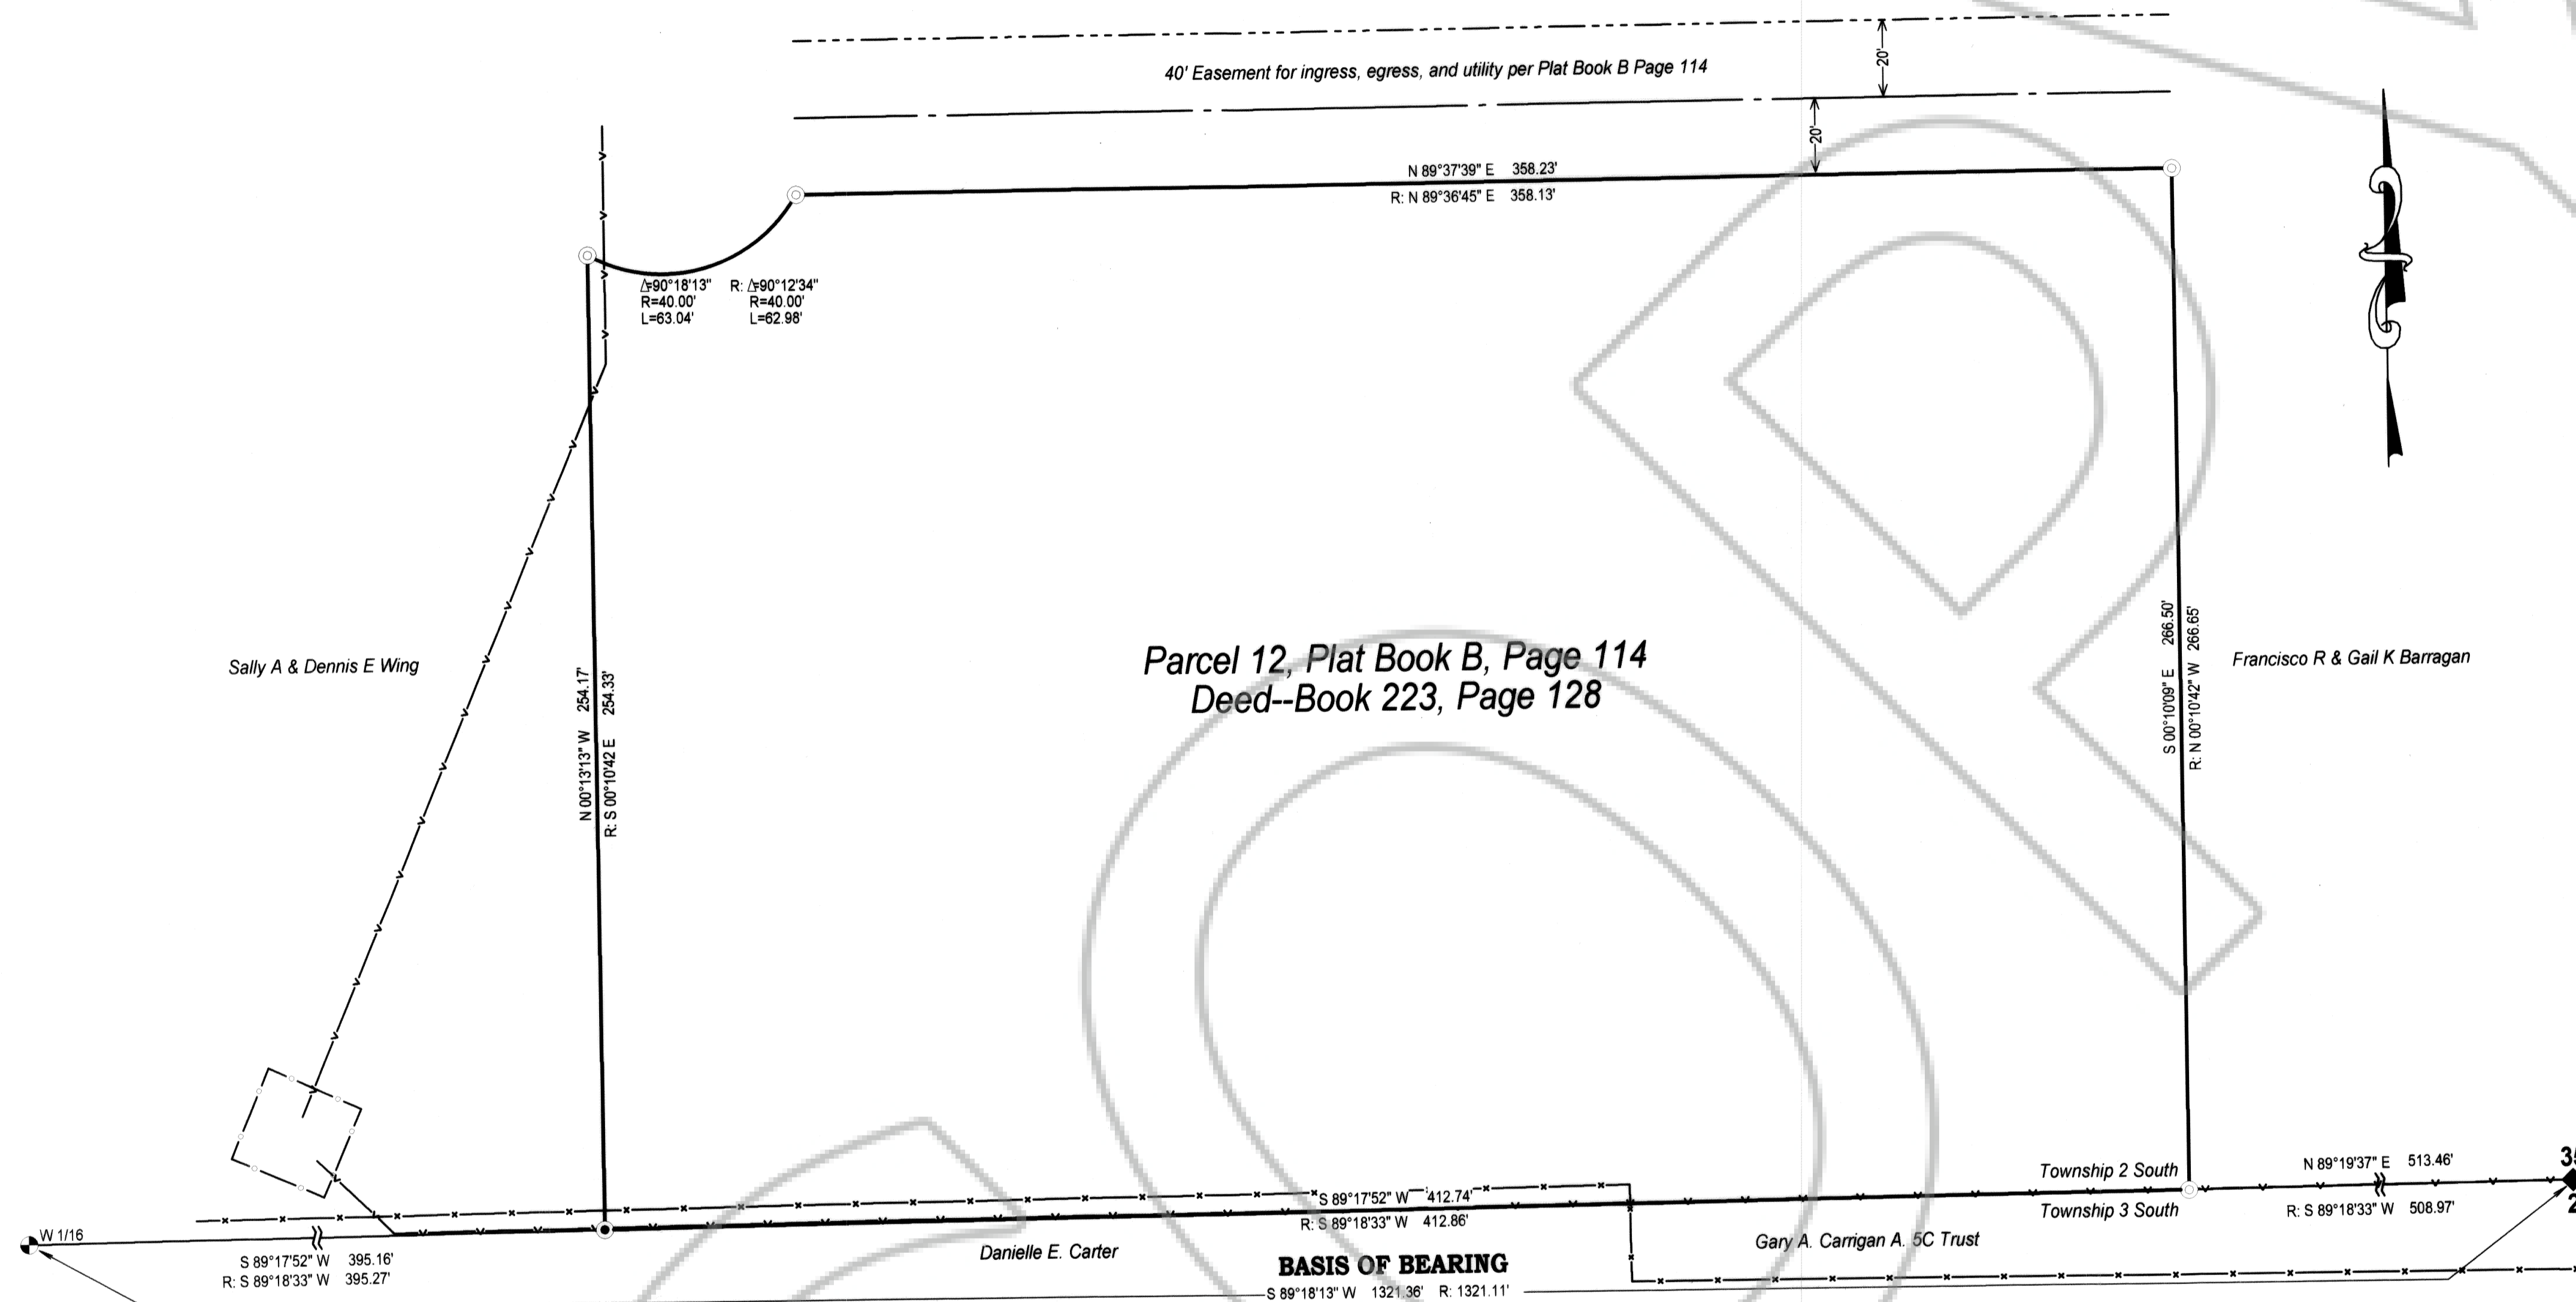 40' Easement for ingress, egress, and utility per Plat Book B Page 114
20'
20'
N 89°37'39" E 358.23'
R: N 89°36'45" E 358.13'
Δ=90°18'13" R: Δ=90°12'34"
R=40.00' R=40.00'
L=63.04' L=62.98'
Sally A & Dennis E Wing
N 00°13'13" W 254.17'
R: S 00°10'42 E 254.33'
Parcel 12, Plat Book B, Page 114
Deed--Book 223, Page 128
S 00°10'09" E 266.50'
R: N 00°10'42" W 266.65'
Francisco R & Gail K Barragan
Township 2 South
Township 3 South
N 89°19'37" E 513.46'
R: S 89°18'33" W 508.97'
W 1/16
S 89°17'52" W 395.16'
R: S 89°18'33" W 395.27'
S 89°17'52" W 412.74'
R: S 89°18'33" W 412.86'
Danielle E. Carter
Gary A. Carrigan A. 5C Trust
BASIS OF BEARING
S 89°18'13" W 1321.36' R: 1321.11'